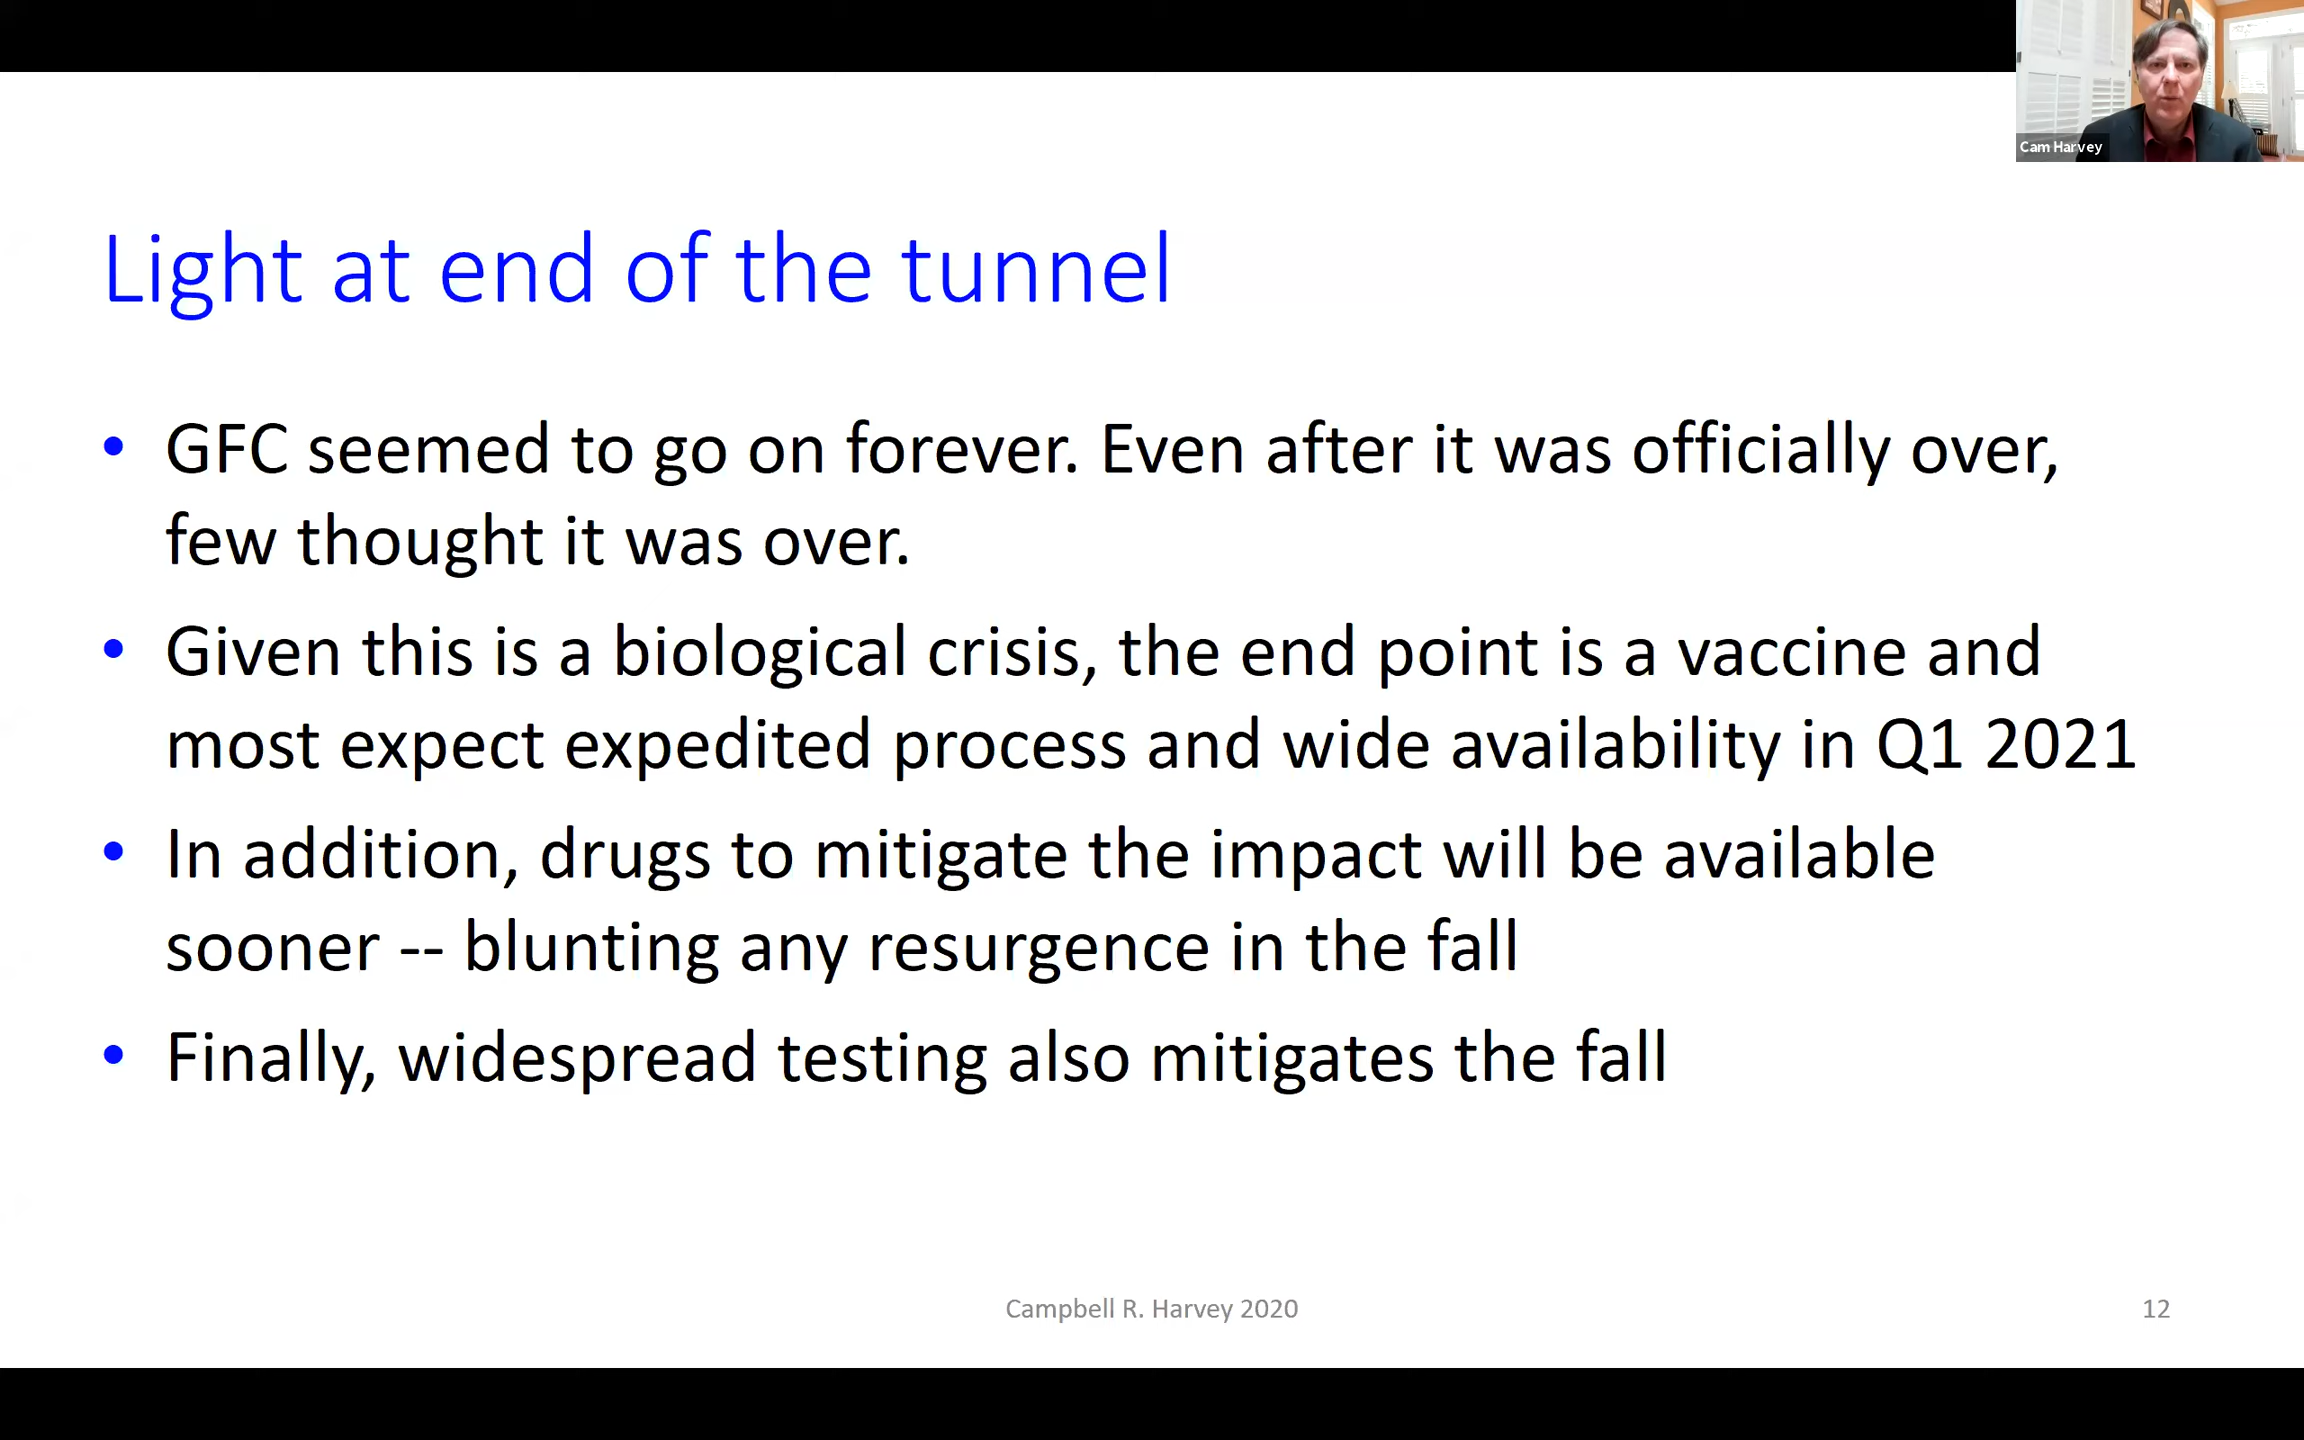 Cam Harvey
Light at end of the tunnel
• GFC seemed to go on forever. Even after it was officially over,
few thought it was over.
• Given this is a biological crisis, the end point is a vaccine and
most expect expedited process and wide availability in Q1 2021
• In addition, drugs to mitigate the impact will be available
sooner -- blunting any resurgence in the fall
• Finally, widespread testing also mitigates the fall
Campbell R. Harvey 2020
12